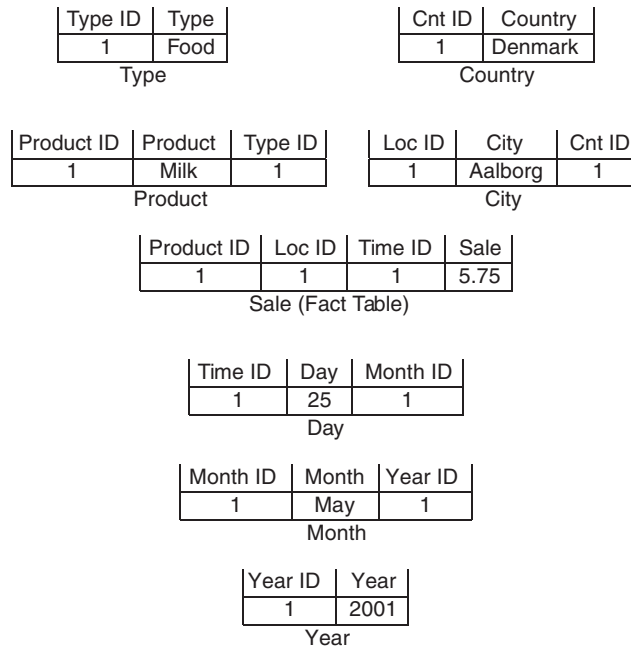 Type ID Type
1 Food
Type
Cnt ID Country
1 Denmark
Country
Product ID Product Type ID
1 Milk 1
Product
Loc ID City Cnt ID
1 Aalborg 1
City
Product ID Loc ID Time ID Sale
1 1 1 5.75
Sale (Fact Table)
Time ID Day Month ID
1 25 1
Day
Month ID Month Year ID
1 May 1
Month
Year ID Year
1 2001
Year